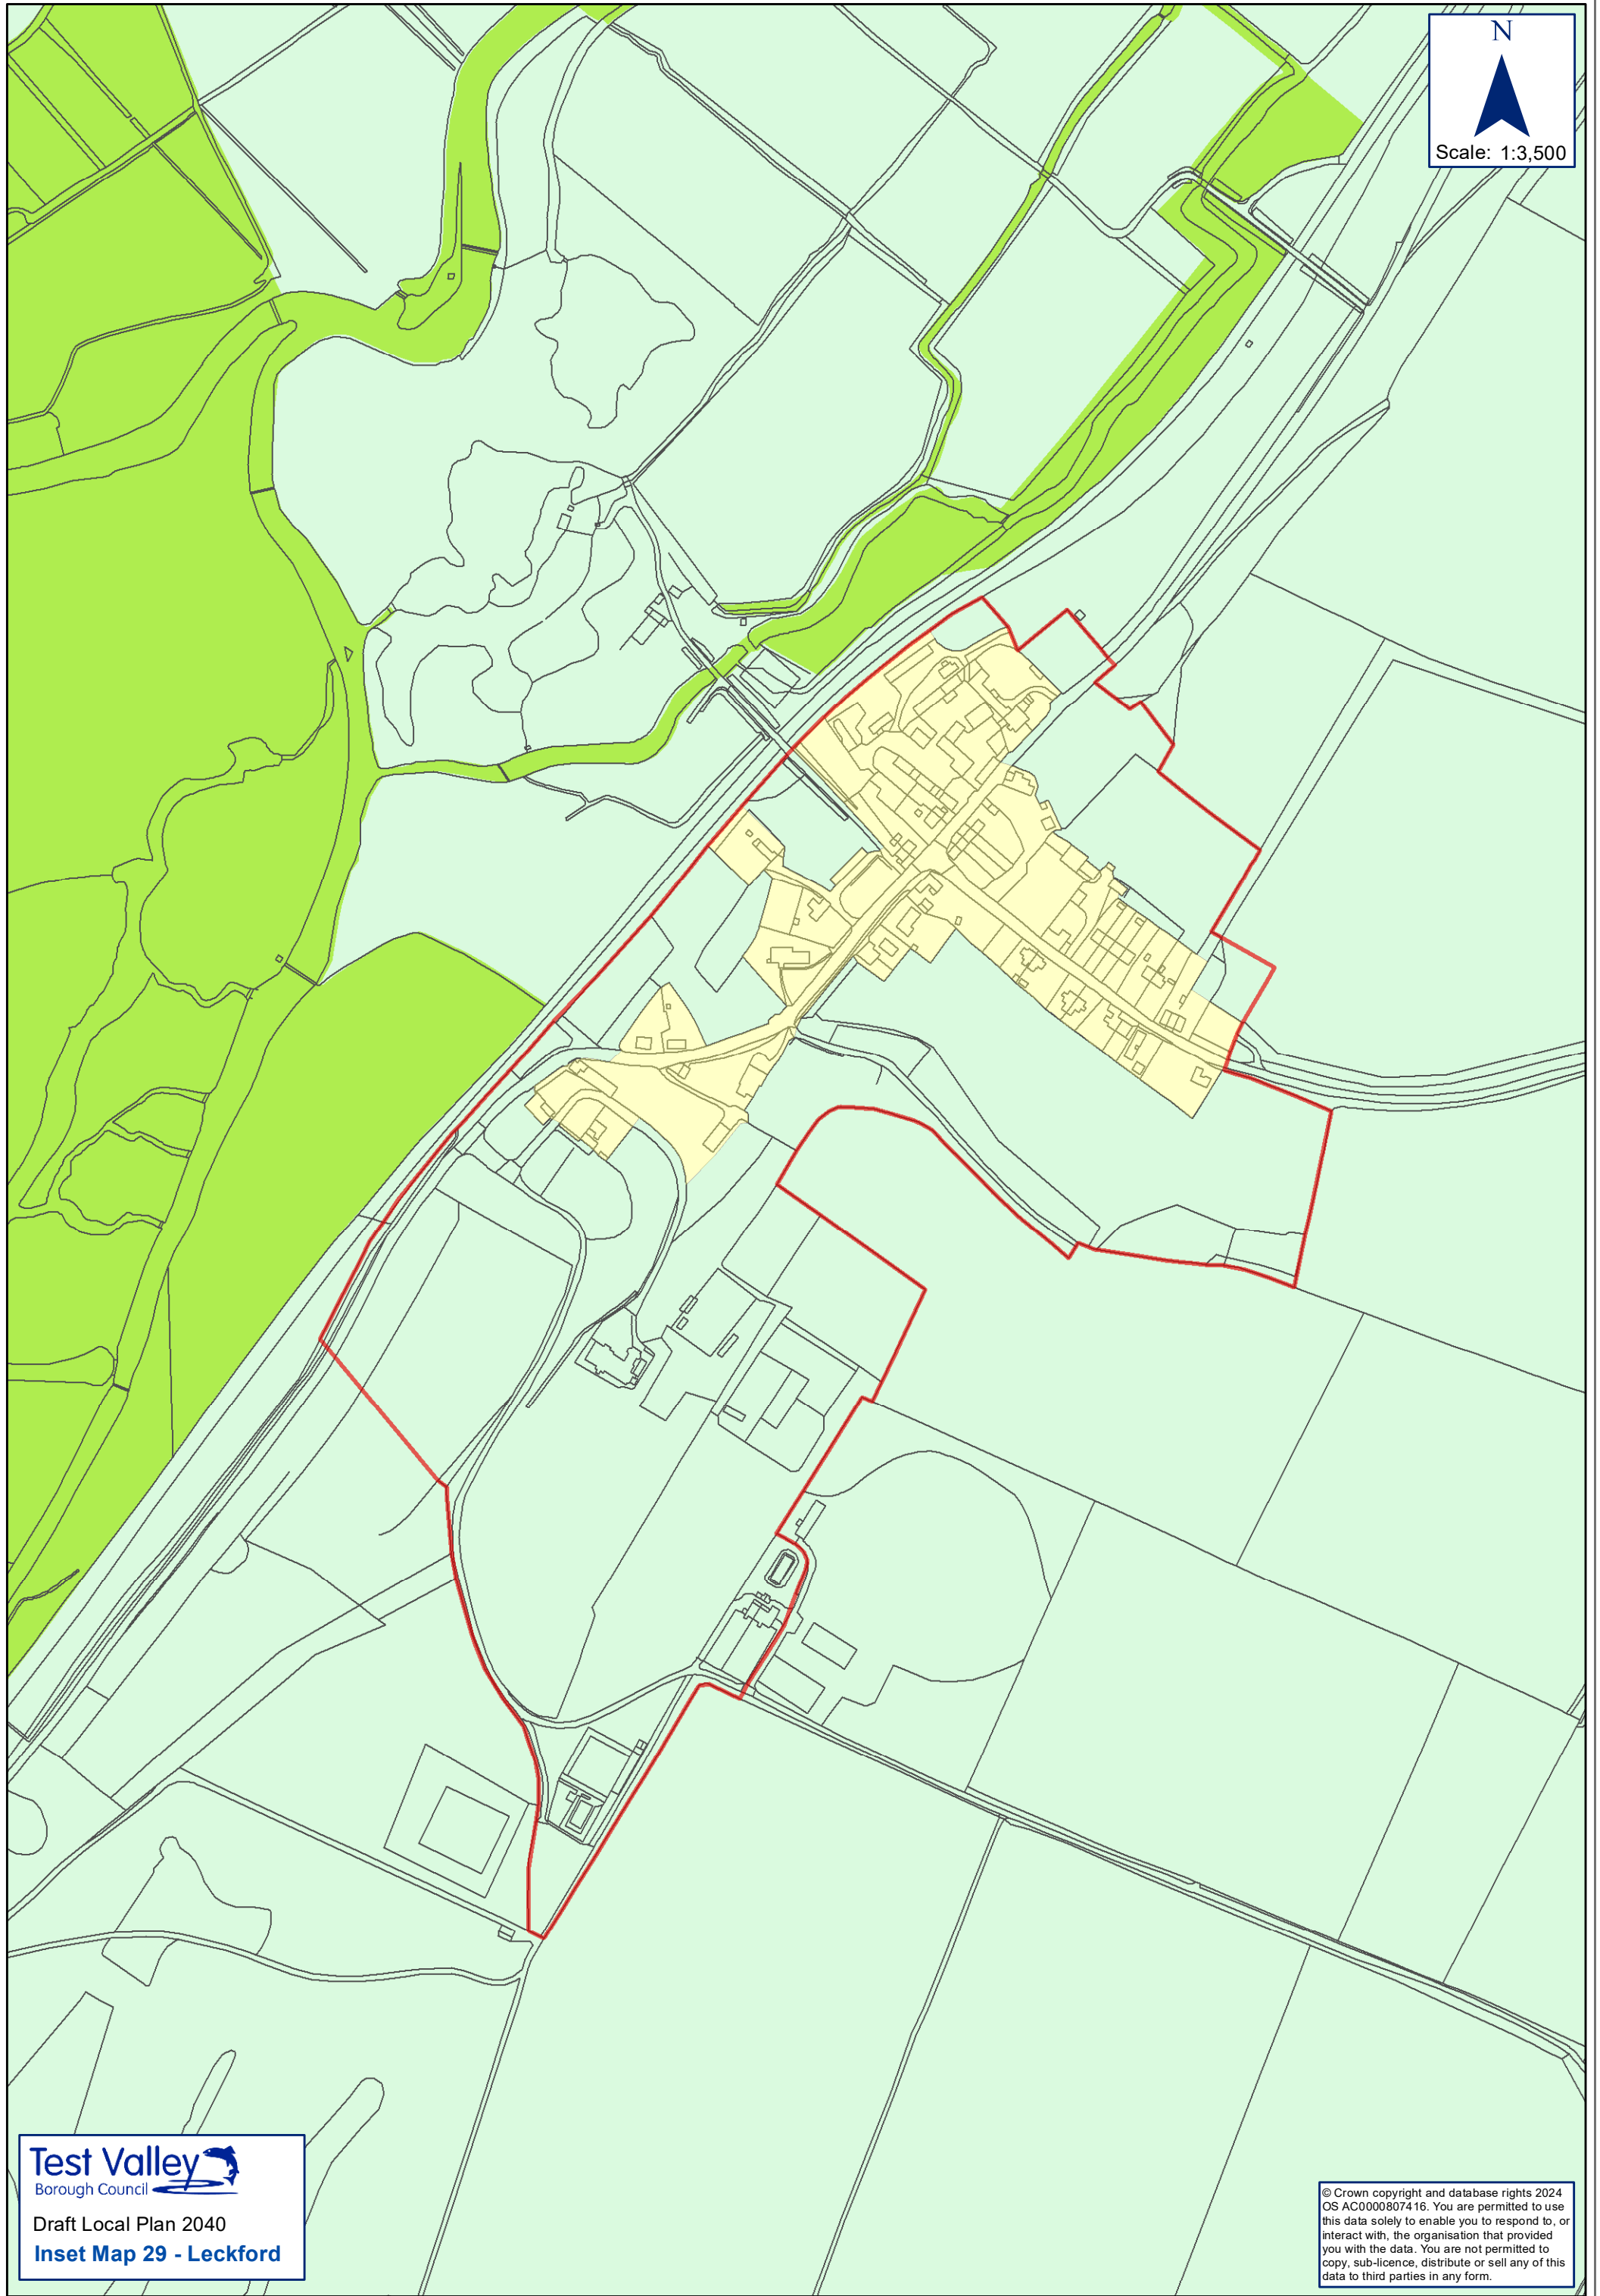 N
Scale: 1:3,500
Test Valley
Borough Council
Draft Local Plan 2040
Inset Map 29 - Leckford
© Crown copyright and database rights 2024
OS AC0000807416. You are permitted to use
this data solely to enable you to respond to, or
interact with, the organisation that provided
you with the data. You are not permitted to
copy, sub-licence, distribute or sell any of this
data to third parties in any form.